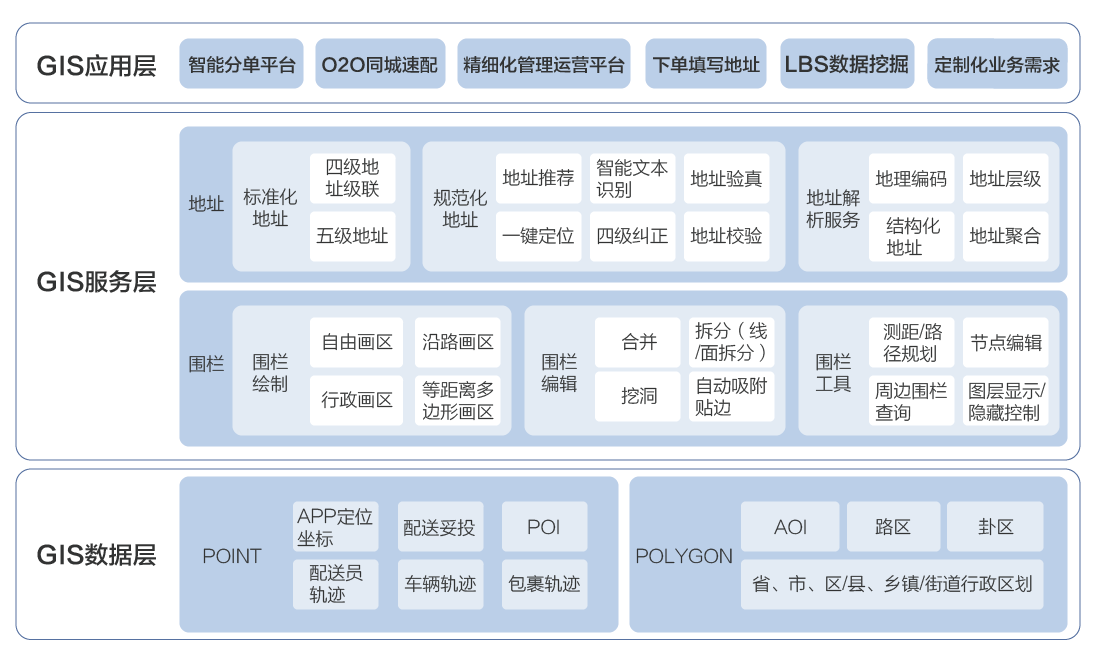 GIS应用层
智能分单平台
O2O同城速配
精细化管理运营平台
下单填写地址
LBS数据挖掘
定制化业务需求
GIS服务层
地址
标准化
地址
四级地
址级联
五级地址
规范化
地址
地址推荐
智能文本
识别
地址验真
一键定位
四级纠正
地址校验
地址解
析服务
地理编码
地址层级
结构化
地址
地址聚合
围栏
围栏
绘制
自由画区
沿路画区
行政画区
等距离多
边形画区
围栏
编辑
合并
拆分（线
/面拆分）
挖洞
自动吸附
贴边
围栏
工具
测距/路
径规划
节点编辑
周边围栏
查询
图层显示/
隐藏控制
GIS数据层
POINT
APP定位
坐标
配送妥投
POI
配送员
轨迹
车辆轨迹
包裹轨迹
POLYGON
AOI
路区
卦区
省、市、区/县、乡镇/街道行政区划